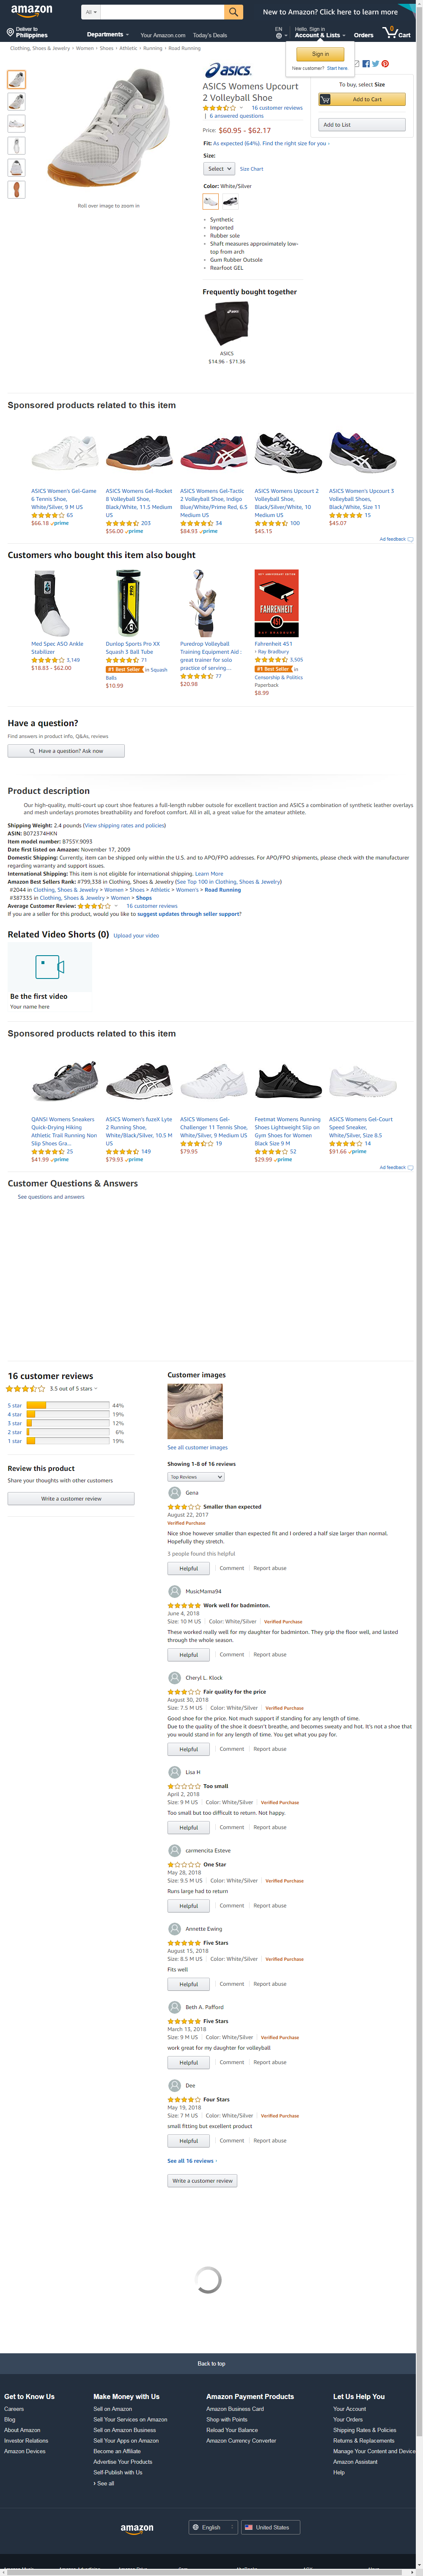 amazon
All
New to Amazon? Click here to learn more
Deliver to
Philippines
Departments
Your Amazon.com
Today's Deals
EN
Hello, Sign in
Account & Lists
Orders
0
Cart
Sign in
New customer? Start here.
Clothing, Shoes & Jewelry › Women › Shoes › Athletic › Running › Road Running
Roll over image to zoom in
asics
ASICS Womens Upcourt
2 Volleyball Shoe
16 customer reviews
| 6 answered questions
Price: $60.95 - $62.17
Fit: As expected (64%). Find the right size for you ›
Size:
Select
Size Chart
Color: White/Silver
• Synthetic
• Imported
• Rubber sole
• Shaft measures approximately low-
top from arch
• Gum Rubber Outsole
• Rearfoot GEL
To buy, select Size
Add to Cart
Add to List
Frequently bought together
ASICS
$14.96 - $71.36
Sponsored products related to this item
ASICS Women's Gel-Game
6 Tennis Shoe,
White/Silver, 9 M US
65
$66.18 prime
ASICS Womens Gel-Rocket
8 Volleyball Shoe,
Black/White, 11.5 Medium
US
203
$56.00 prime
ASICS Womens Gel-Tactic
2 Volleyball Shoe, Indigo
Blue/White/Prime Red, 6.5
Medium US
34
$84.93 prime
ASICS Womens Upcourt 2
Volleyball Shoe,
Black/Silver/White, 10
Medium US
100
$45.15
ASICS Women's Upcourt 3
Volleyball Shoes,
Black/White, Size 11
15
$45.07
Ad feedback
Customers who bought this item also bought
Med Spec ASO Ankle
Stabilizer
3,149
$18.83 - $62.00
Dunlop Sports Pro XX
Squash 3 Ball Tube
71
#1 Best Seller in Squash
Balls
$10.99
Puredrop Volleyball
Training Equipment Aid :
great trainer for solo
practice of serving…
77
$20.98
FAHRENHEIT
451
Fahrenheit 451
› Ray Bradbury
3,505
#1 Best Seller in
Censorship & Politics
Paperback
$8.99
Have a question?
Find answers in product info, Q&As, reviews
Have a question? Ask now
Product description
Our high-quality, multi-court up court shoe features a full-length rubber outsole for excellent traction and ASICS a combination of synthetic leather overlays
and mesh underlays promotes breathability and forefoot comfort. All in all, a great value for the amateur athlete.
Shipping Weight: 2.4 pounds (View shipping rates and policies)
ASIN: B072374HKN
Item model number: B755Y.9093
Date first listed on Amazon: November 17, 2009
Domestic Shipping: Currently, item can be shipped only within the U.S. and to APO/FPO addresses. For APO/FPO shipments, please check with the manufacturer
regarding warranty and support issues.
International Shipping: This item is not eligible for international shipping. Learn More
Amazon Best Sellers Rank: #799,338 in Clothing, Shoes & Jewelry (See Top 100 in Clothing, Shoes & Jewelry)
#2044 in Clothing, Shoes & Jewelry > Women > Shoes > Athletic > Women's > Road Running
#387335 in Clothing, Shoes & Jewelry > Women > Shops
Average Customer Review: 16 customer reviews
If you are a seller for this product, would you like to suggest updates through seller support?
Related Video Shorts (0) Upload your video
Be the first video
Your name here
Sponsored products related to this item
QANSI Womens Sneakers
Quick-Drying Hiking
Athletic Trail Running Non
Slip Shoes Gra...
25
$41.99 prime
ASICS Women's fuzeX Lyte
2 Running Shoe,
White/Black/Silver, 10.5 M
US
149
$79.93 prime
ASICS Womens Gel-
Challenger 11 Tennis Shoe,
White/Silver, 9 Medium US
19
$79.95
Feetmat Womens Running
Shoes Lightweight Slip on
Gym Shoes for Women
Black Size 9 M
52
$29.99 prime
ASICS Womens Gel-Court
Speed Sneaker,
White/Silver, Size 8.5
14
$91.66 prime
Ad feedback
Customer Questions & Answers
See questions and answers
16 customer reviews
3.5 out of 5 stars
5 star 44%
4 star 19%
3 star 12%
2 star 6%
1 star 19%
Review this product
Share your thoughts with other customers
Write a customer review
Customer images
See all customer images
Showing 1-8 of 16 reviews
Top Reviews
Gena
Smaller than expected
August 22, 2017
Verified Purchase
Nice shoe however smaller than expected fit and I ordered a half size larger than normal.
Hopefully they stretch.
3 people found this helpful
Helpful Comment Report abuse
MusicMama94
Work well for badminton.
June 4, 2018
Size: 10 M US Color: White/Silver Verified Purchase
These worked really well for my daughter for badminton. They grip the floor well, and lasted
through the whole season.
Helpful Comment Report abuse
Cheryl L. Klock
Fair quality for the price
August 30, 2018
Size: 7.5 M US Color: White/Silver Verified Purchase
Good shoe for the price. Not much support if standing for any length of time.
Due to the quality of the shoe it doesn't breathe, and becomes sweaty and hot. It's not a shoe that
you would stand in for any length of time. You get what you pay for.
Helpful Comment Report abuse
Lisa H
Too small
April 2, 2018
Size: 9 M US Color: White/Silver Verified Purchase
Too small but too difficult to return. Not happy.
Helpful Comment Report abuse
carmencita Esteve
One Star
May 28, 2018
Size: 9.5 M US Color: White/Silver Verified Purchase
Runs large had to return
Helpful Comment Report abuse
Annette Ewing
Five Stars
August 15, 2018
Size: 8.5 M US Color: White/Silver Verified Purchase
Fits well
Helpful Comment Report abuse
Beth A. Pafford
Five Stars
March 13, 2018
Size: 9 M US Color: White/Silver Verified Purchase
work great for my daughter for volleyball
Helpful Comment Report abuse
Dee
Four Stars
May 19, 2018
Size: 7 M US Color: White/Silver Verified Purchase
small fitting but excellent product
Helpful Comment Report abuse
See all 16 reviews ›
Write a customer review
Back to top
Get to Know Us
Careers
Blog
About Amazon
Investor Relations
Amazon Devices
Make Money with Us
Sell on Amazon
Sell Your Services on Amazon
Sell on Amazon Business
Sell Your Apps on Amazon
Become an Affiliate
Advertise Your Products
Self-Publish with Us
› See all
Amazon Payment Products
Amazon Business Card
Shop with Points
Reload Your Balance
Amazon Currency Converter
Let Us Help You
Your Account
Your Orders
Shipping Rates & Policies
Returns & Replacements
Manage Your Content and Device
Amazon Assistant
Help
amazon
English
United States